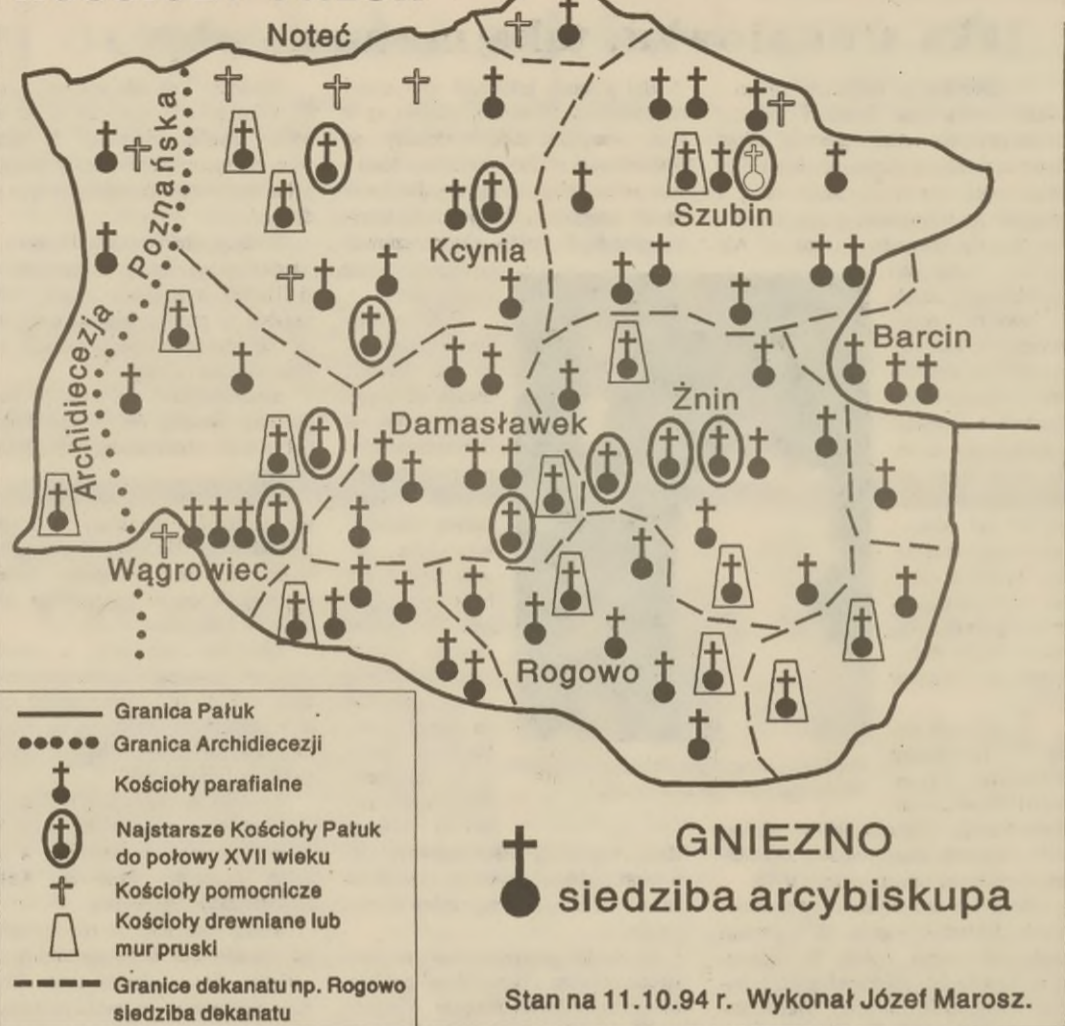 Noteć
Archidiecezja Poznańska
Szubin
Kcynia
Barcin
Żnin
Damasławek
Wągrowiec
Rogowo
Granica Pałuk
Granica Archidiecezji
Kościoły parafialne
Najstarsze Kościoły Pałuk
do połowy XVII wieku
Kościoły pomocnicze
Kościoły drewniane lub
mur pruski
Granice dekanatu np. Rogowo
siedziba dekanatu
GNIEZNO
siedziba arcybiskupa
Stan na 11.10.94 r. Wykonał Józef Marosz.